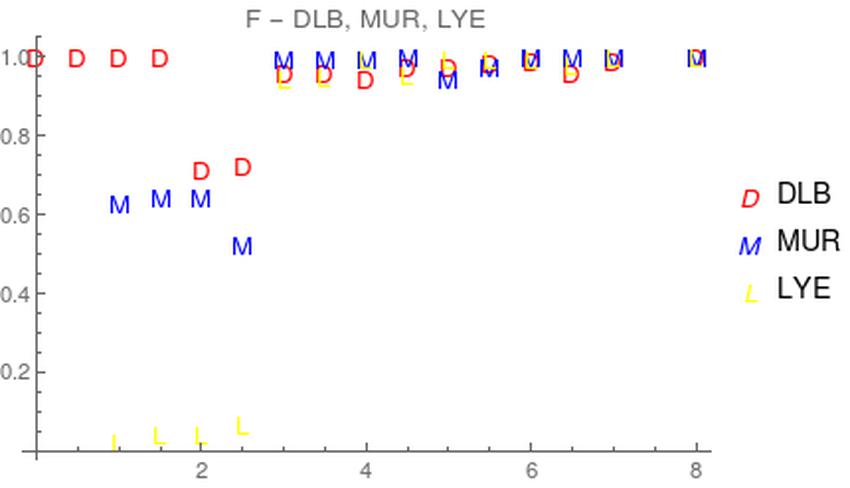 F – DLB, MUR, LYE
1.0 D D D D M M M M L L M M M D
D D D M D D D D D
L L L M
0.8
D D
M M M
0.6
M
D DLB
M MUR
0.4
L LYE
0.2
L L L L
2 4 6 8